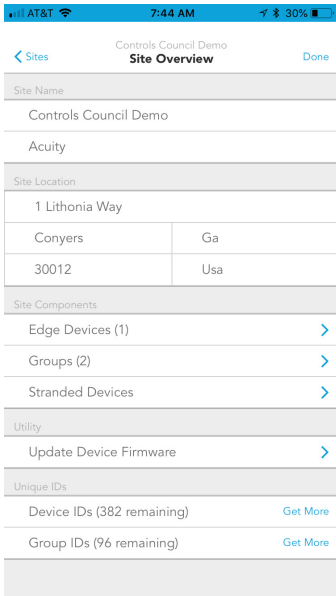 AT&T 7:44 AM 30%
Controls Council Demo
Sites Site Overview Done
Site Name
Controls Council Demo
Acuity
Site Location
1 Lithonia Way
Conyers Ga
30012 Usa
Site Components
Edge Devices (1)
Groups (2)
Stranded Devices
Utility
Update Device Firmware
Unique IDs
Device IDs (382 remaining) Get More
Group IDs (96 remaining) Get More